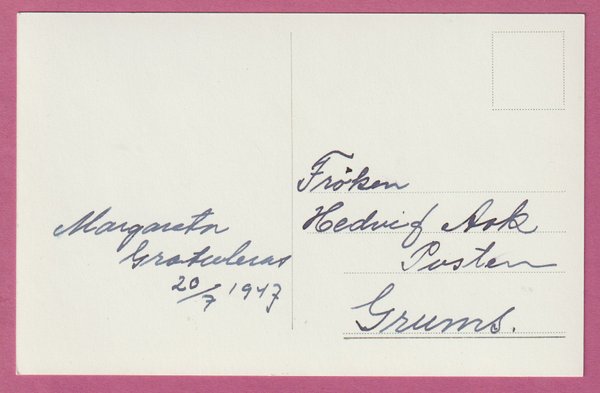 Margareta
Gratuleras
20/7 1947
Fröken
Hedvig Ask
Posten
Grums.